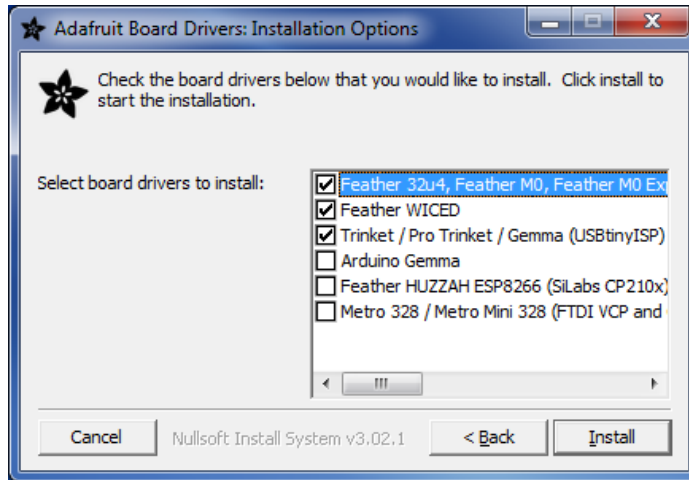 Adafruit Board Drivers: Installation Options
Check the board drivers below that you would like to install. Click install to
start the installation.
Select board drivers to install:
Feather 32u4, Feather M0, Feather M0
Feather WICED
Trinket / Pro Trinket / Gemma (USBtinyISP)
Arduino Gemma
Feather HUZZAH ESP8266 (SiLabs CP210x)
Metro 328 / Metro Mini 328 (FTDI VCP and
Cancel
Nullsoft Install System v3.02.1
< Back
Install